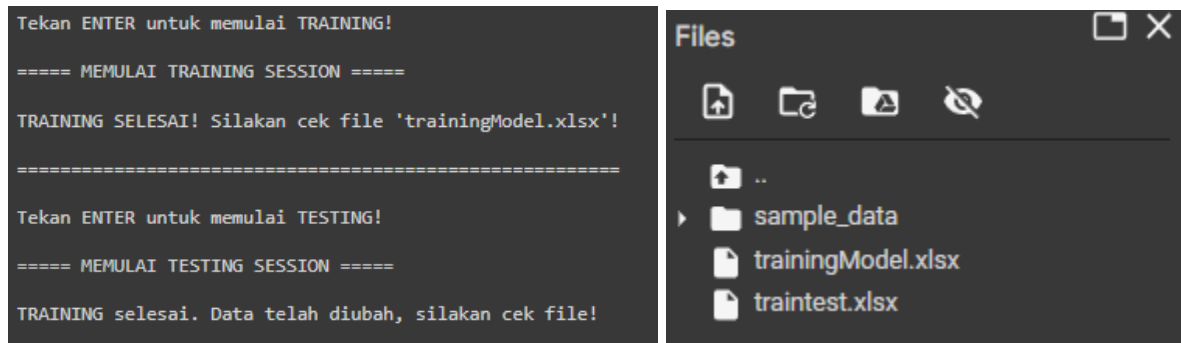 Tekan ENTER untuk memulai TRAINING!
===== MEMULAI TRAINING SESSION =====
TRAINING SELESAI! Silakan cek file 'trainingModel.xlsx'!
========================================================
Tekan ENTER untuk memulai TESTING!
===== MEMULAI TESTING SESSION =====
TRAINING selesai. Data telah diubah, silakan cek file!
Files
..
sample_data
trainingModel.xlsx
traintest.xlsx